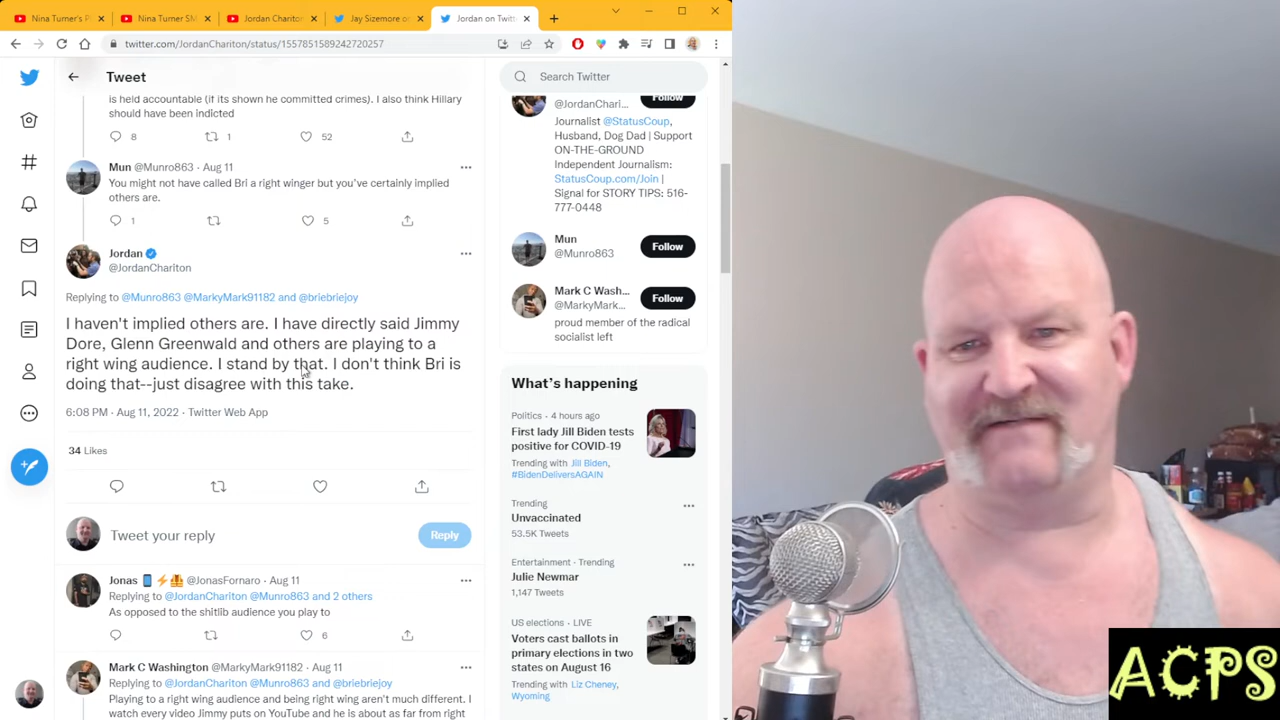 Nina Turner's P
Nina Turner SM
Jordan Chariton
Jay Sizemore o
Jordan on Twitt
twitter.com/JordanChariton/status/1557851589242720257
Tweet
is held accountable (if its shown he committed crimes). I also think Hillary
should have been indicted
8 1 52
Mun @Munro863 · Aug 11
You might not have called Bri a right winger but you've certainly implied
others are.
1 5
Jordan
@JordanChariton
Replying to @Munro863 @MarkyMark91182 and @briebriejoy
I haven't implied others are. I have directly said Jimmy
Dore, Glenn Greenwald and others are playing to a
right wing audience. I stand by that. I don't think Bri is
doing that--just disagree with this take.
6:08 PM · Aug 11, 2022 · Twitter Web App
34 Likes
Tweet your reply
Reply
Jonas @JonasFornaro · Aug 11
Replying to @JordanChariton @Munro863 and 2 others
As opposed to the shitlib audience you play to
6
Mark C Washington @MarkyMark91182 · Aug 11
Replying to @JordanChariton @Munro863 and @briebriejoy
Playing to a right wing audience and being right wing aren't much different. I
watch every video Jimmy puts on YouTube and he is about as far from right
Search Twitter
@JordanChari...
Follow
Journalist @StatusCoup,
Husband, Dog Dad | Support
ON-THE-GROUND
Independent Journalism:
StatusCoup.com/Join |
Signal for STORY TIPS: 516-
777-0448
Mun
@Munro863
Follow
Mark C Wash...
@MarkyMark...
Follow
proud member of the radical
socialist left
What's happening
Politics · 4 hours ago
First lady Jill Biden tests
positive for COVID-19
Trending with Jill Biden,
#BidenDeliversAGAIN
Trending
Unvaccinated
53.5K Tweets
Entertainment · Trending
Julie Newmar
1,147 Tweets
US elections · LIVE
Voters cast ballots in
primary elections in two
states on August 16
Trending with Liz Cheney,
Wyoming
ACPS